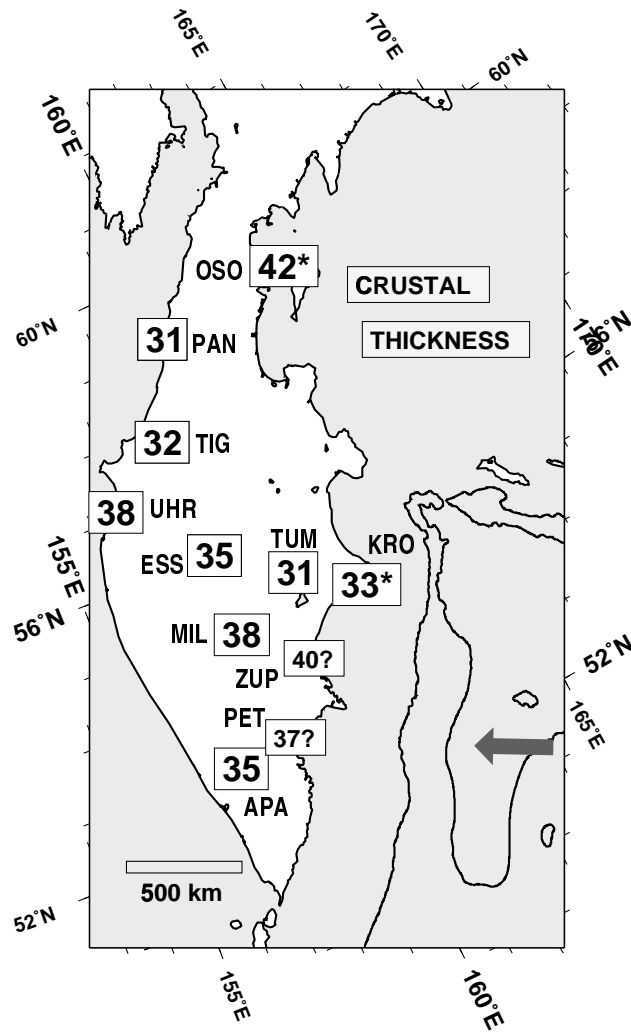 165°E
170°E
60°N
160°E
OSO 42*
CRUSTAL
60°N
31 PAN
THICKNESS
170°E
32 TIG
38 UHR
TUM
KRO
155°E
ESS 35
31
33*
56°N
MIL 38
40?
52°N
ZUP
PET
165°E
37?
35
APA
500 km
52°N
155°E
160°E